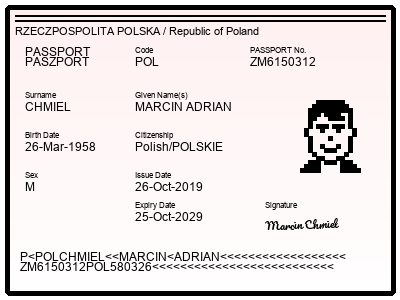 RZECZPOSPOLITA POLSKA / Republic of Poland
PASSPORT
PASZPORT
Code
POL
PASSPORT No.
ZM6150312
Surname
CHMIEL
Given Name(s)
MARCIN ADRIAN
Birth Date
26-Mar-1958
Citizenship
Polish/POLSKIE
Sex
M
Issue Date
26-Oct-2019
Expiry Date
25-Oct-2029
Signature
Marcin Chmiel
P<POLCHMIEL<<MARCIN<ADRIAN<<<<<<<<<<<<<<<<<<
ZM6150312POL580326<<<<<<<<<<<<<<<<<<<<<<<<<<